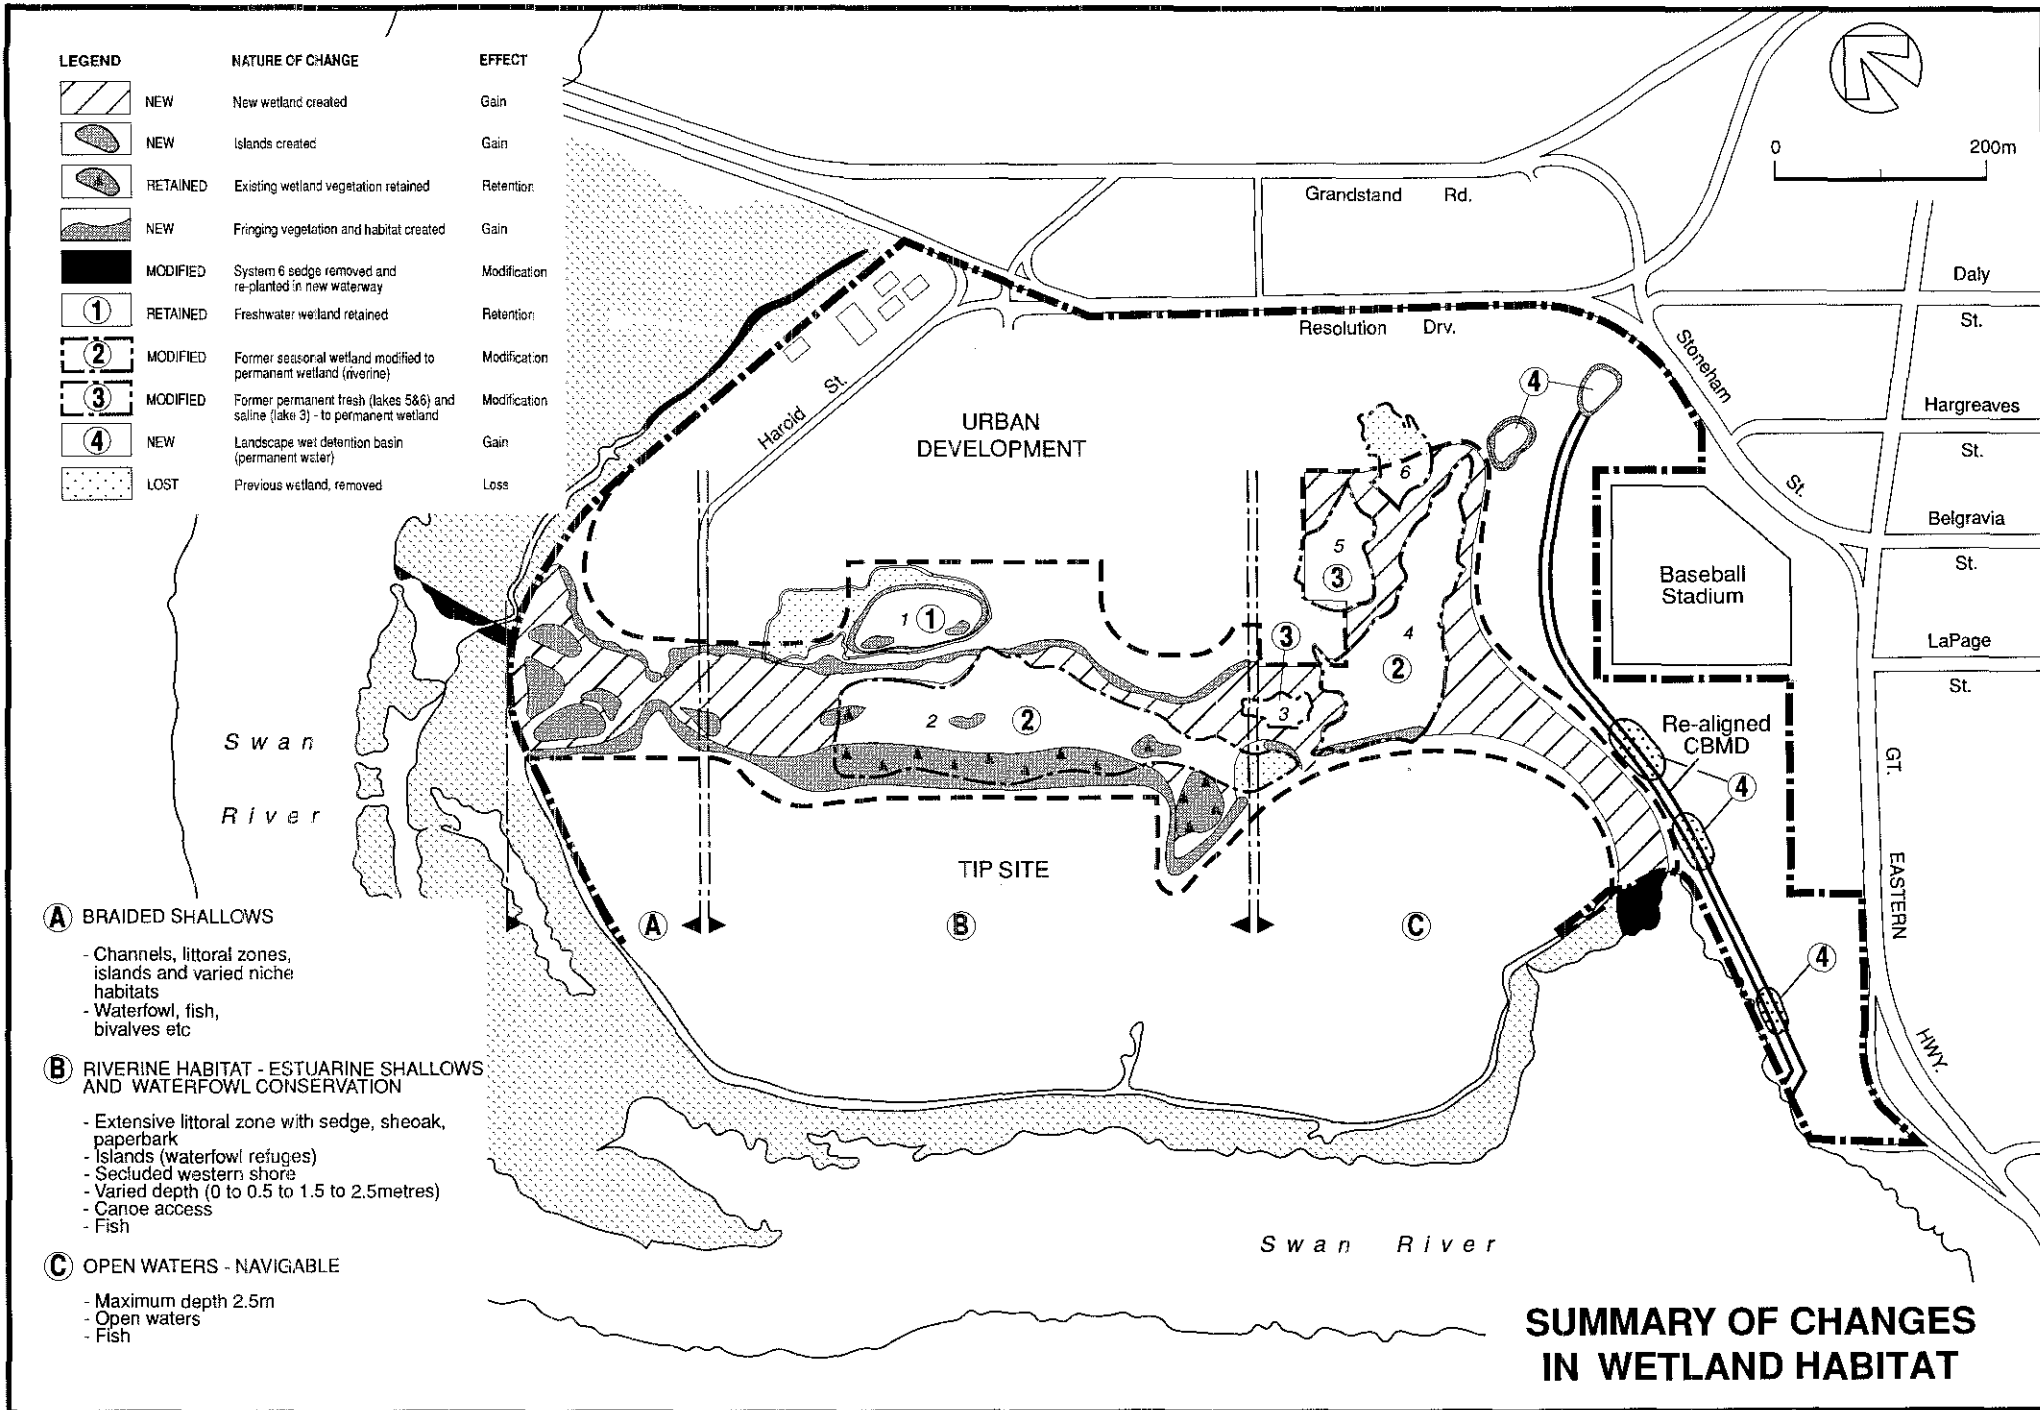 LEGEND NATURE OF CHANGE EFFECT
NEW New wetland created Gain
NEW Islands created Gain
RETAINED Existing wetland vegetation retained Retention
NEW Fringing vegetation and habitat created Gain
MODIFIED System 6 sedge removed and Modification
re-planted in new waterway
1 RETAINED Freshwater wetland retained Retention
2 MODIFIED Former seasonal wetland modified to Modification
permanent wetland (riverine)
3 MODIFIED Former permanent fresh (lakes 5&6) and Modification
saline (lake 3) - to permanent wetland
4 NEW Landscape wet detention basin Gain
(permanent water)
LOST Previous wetland, removed Loss
0 200m
Grandstand Rd.
Resolution Drv.
Daly
St.
Stoneham
St.
Hargreaves
St.
Belgravia
St.
LaPage
St.
Harold St.
URBAN
DEVELOPMENT
4
4
6
5
3
Baseball
Stadium
1 1
3
4
2
3
2 2
Re-aligned
CBMD
4
GT.
EASTERN
HWY.
4
Swan
River
TIP SITE
A
B
C
A BRAIDED SHALLOWS
- Channels, littoral zones,
islands and varied niche
habitats
- Waterfowl, fish,
bivalves etc
B RIVERINE HABITAT - ESTUARINE SHALLOWS
AND WATERFOWL CONSERVATION
- Extensive littoral zone with sedge, sheoak,
paperbark
- Islands (waterfowl refuges)
- Secluded western shore
- Varied depth (0 to 0.5 to 1.5 to 2.5metres)
- Canoe access
- Fish
C OPEN WATERS - NAVIGABLE
- Maximum depth 2.5m
- Open waters
- Fish
Swan River
SUMMARY OF CHANGES
IN WETLAND HABITAT